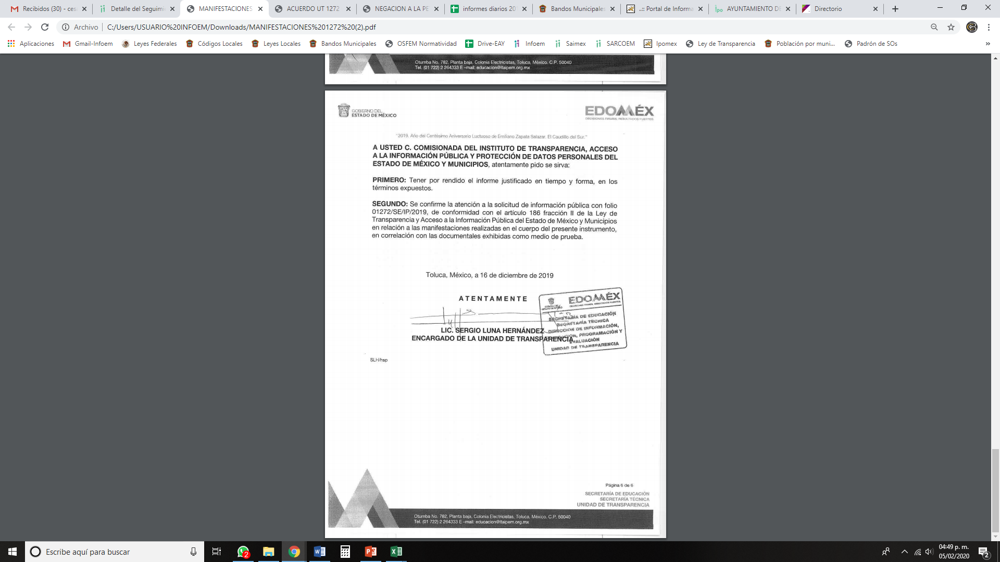 Recibidos (30) - ces
Detalle del Seguimi
MANIFESTACIONES
ACUERDO UT 1272
NEGACION A LA PE
informes diarios 201
Bandos Municipales
..:: Portal de Informa
AYUNTAMIENTO DE
Directorio
Archivo
C:/Users/USUARIO%20INFOEM/Downloads/MANIFESTACIONES%201272%20(2).pdf
Aplicaciones
Gmail-Infoem
Leyes Federales
Códigos Locales
Leyes Locales
Bandos Municipales
OSFEM Normatividad
Drive-EAY
Infoem
Saimex
SARCOEM
Ipomex
Ley de Transparencia
Población por muni...
Padrón de SOs
»
Otumba No. 782, Planta baja, Colonia Electricistas, Toluca, México. C.P. 50040
Tel. (01 722) 2 264333 E –mail: educacion@itaipem.org.mx
GOBIERNO DEL
ESTADO DE MÉXICO
EDOMÉX
DECISIONES FIRMES, RESULTADOS FUERTES.
"2019. Año del Centésimo Aniversario Luctuoso de Emiliano Zapata Salazar. El Caudillo del Sur."
A USTED C. COMISIONADA DEL INSTITUTO DE TRANSPARENCIA, ACCESO
A LA INFORMACIÓN PÚBLICA Y PROTECCIÓN DE DATOS PERSONALES DEL
ESTADO DE MÉXICO Y MUNICIPIOS, atentamente pido se sirva:
PRIMERO: Tener por rendido el informe justificado en tiempo y forma, en los
términos expuestos.
SEGUNDO: Se confirme la atención a la solicitud de información pública con folio
01272/SE/IP/2019, de conformidad con el artículo 186 fracción II de la Ley de
Transparencia y Acceso a la Información Pública del Estado de México y Municipios
en relación a las manifestaciones realizadas en el cuerpo del presente instrumento,
en correlación con las documentales exhibidas como medio de prueba.
Toluca, México, a 16 de diciembre de 2019
A T E N T A M E N T E
LIC. SERGIO LUNA HERNÁNDEZ
ENCARGADO DE LA UNIDAD DE TRANSPARENCIA
GOBIERNO DEL
ESTADO DE MÉXICO
EDOMÉX
DECISIONES FIRMES, RESULTADOS FUERTES.
SECRETARÍA DE EDUCACIÓN
SECRETARÍA TÉCNICA
DIRECCIÓN DE INFORMACIÓN,
PROGRAMACIÓN Y
EVALUACIÓN
UNIDAD DE TRANSPARENCIA
SLH/hsp
Página 6 de 6
SECRETARÍA DE EDUCACIÓN
SECRETARÍA TÉCNICA
UNIDAD DE TRANSPARENCIA
Otumba No. 782, Planta baja, Colonia Electricistas, Toluca, México. C.P. 50040
Tel. (01 722) 2 264333 E –mail: educacion@itaipem.org.mx
Escribe aquí para buscar
2
04:49 p. m.
05/02/2020
2